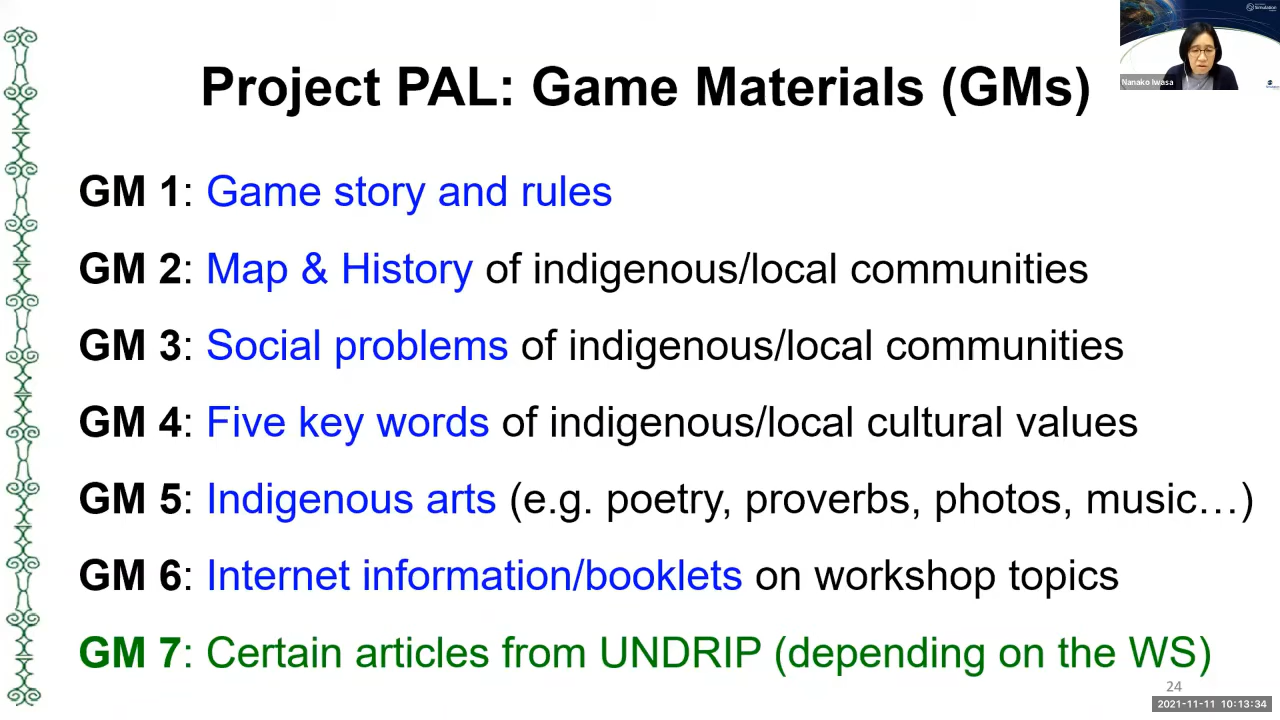 Project PAL: Game Materials (GMs)
Simulation
Nanako Iwasa
GM 1: Game story and rules
GM 2: Map & History of indigenous/local communities
GM 3: Social problems of indigenous/local communities
GM 4: Five key words of indigenous/local cultural values
GM 5: Indigenous arts (e.g. poetry, proverbs, photos, music…)
GM 6: Internet information/booklets on workshop topics
GM 7: Certain articles from UNDRIP (depending on the WS)
24
2021-11-11 10:13:34